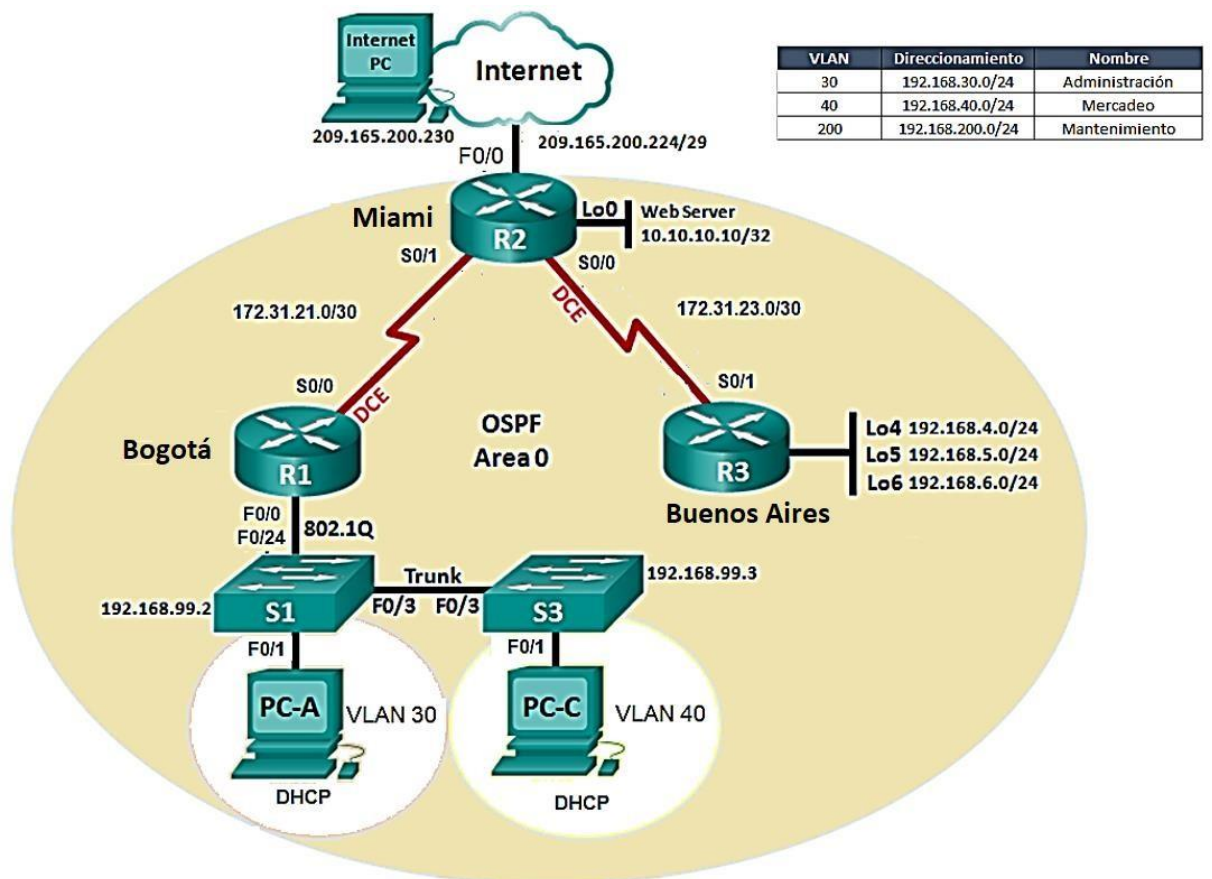 Internet
PC
Internet
209.165.200.230
209.165.200.224/29
F0/0
VLAN Direccionamiento Nombre
30 192.168.30.0/24 Administración
40 192.168.40.0/24 Mercadeo
200 192.168.200.0/24 Mantenimiento
Miami
R2
Lo0
Web Server
10.10.10.10/32
S0/1
S0/0
DCE
172.31.21.0/30
172.31.23.0/30
S0/0
DCE
S0/1
Bogotá
R1
OSPF
Area 0
R3
Buenos Aires
Lo4 192.168.4.0/24
Lo5 192.168.5.0/24
Lo6 192.168.6.0/24
F0/0
F0/24
802.1Q
Trunk
F0/3 F0/3
192.168.99.2
S1
S3
192.168.99.3
F0/1
F0/1
PC-A
VLAN 30
PC-C
VLAN 40
DHCP
DHCP